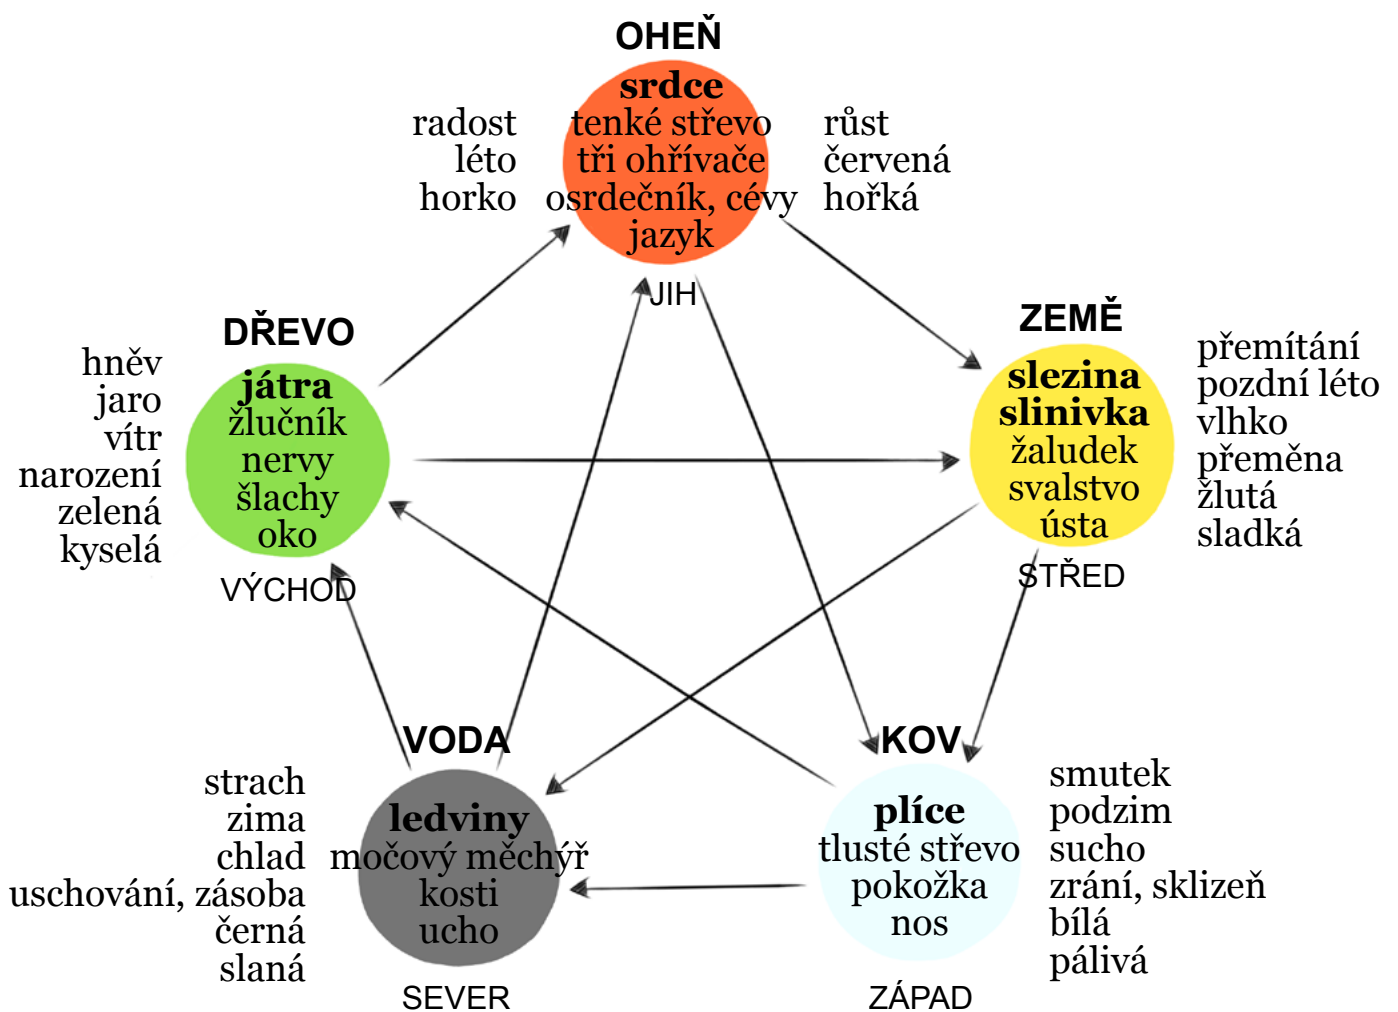 OHEŇ
srdce
tenké střevo
tři ohřívače
osrdečník, cévy
jazyk
radost
léto
horko
růst
červená
hořká
JIH
DŘEVO
játra
žlučník
nervy
šlachy
oko
hněv
jaro
vítr
narození
zelená
kyselá
VÝCHOD
ZEMĚ
slezina
slinivka
žaludek
svalstvo
ústa
přemítání
pozdní léto
vlhko
přeměna
žlutá
sladká
STŘED
VODA
ledviny
močový měchýř
kosti
ucho
strach
zima
chlad
uschování, zásoba
černá
slaná
SEVER
KOV
plíce
tlusté střevo
pokožka
nos
smutek
podzim
sucho
zrání, sklizeň
bílá
pálivá
ZÁPAD